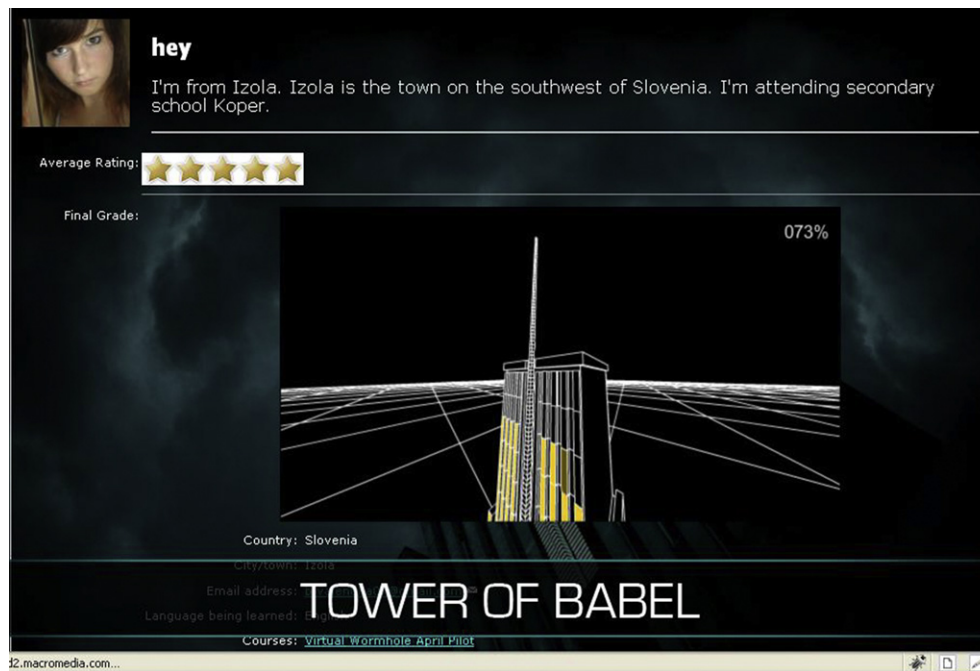 hey
I'm from Izola. Izola is the town on the southwest of Slovenia. I'm attending secondary
school Koper.
Average Rating:
Final Grade:
073%
Country: Slovenia
City/town: Izola
Email address:
Language being learned: English
TOWER OF BABEL
Courses: Virtual Wormhole April Pilot
d2.macromedia.com...